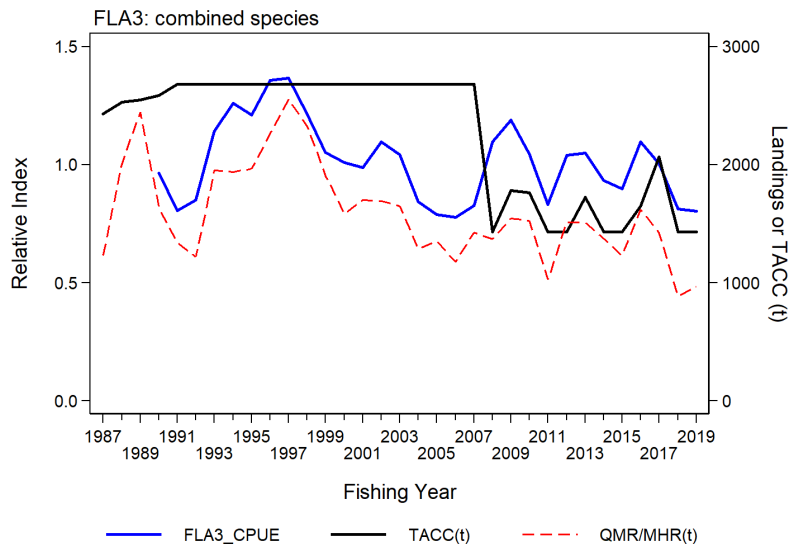 FLA3: combined species
1.5
1.0
0.5
0.0
Relative Index
3000
2000
1000
0
Landings or TACC (t)
1987 1991 1995 1999 2003 2007 2011 2015 2019
1989 1993 1997 2001 2005 2009 2013 2017
Fishing Year
FLA3_CPUE TACC(t) QMR/MHR(t)